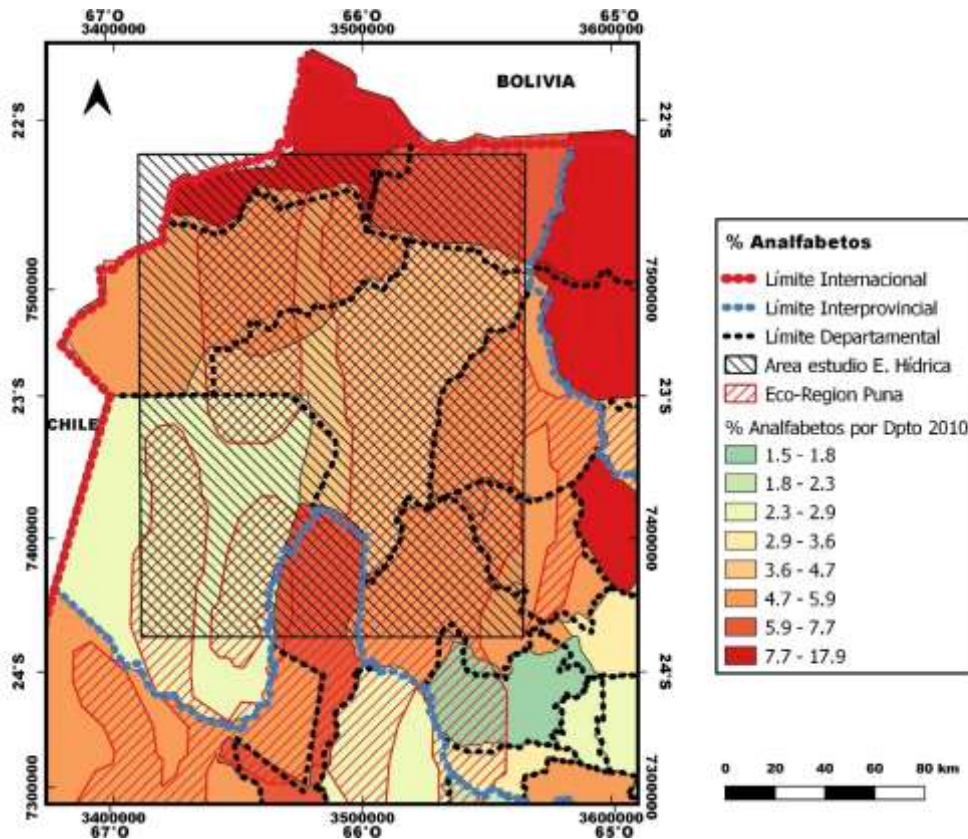 67°O 66°O 65°O
3400000 3500000 3600000
BOLIVIA
22°S 22°S
7500000 7500000
23°S 23°S
CHILE
7400000 7400000
24°S 24°S
7300000 7300000
3400000 3500000 3600000
67°O 66°O 65°O
% Analfabetos
Límite Internacional
Límite Interprovincial
Límite Departamental
Area estudio E. Hídrica
Eco-Region Puna
% Analfabetos por Dpto 2010
1.5 - 1.8
1.8 - 2.3
2.3 - 2.9
2.9 - 3.6
3.6 - 4.7
4.7 - 5.9
5.9 - 7.7
7.7 - 17.9
0 20 40 60 80 km